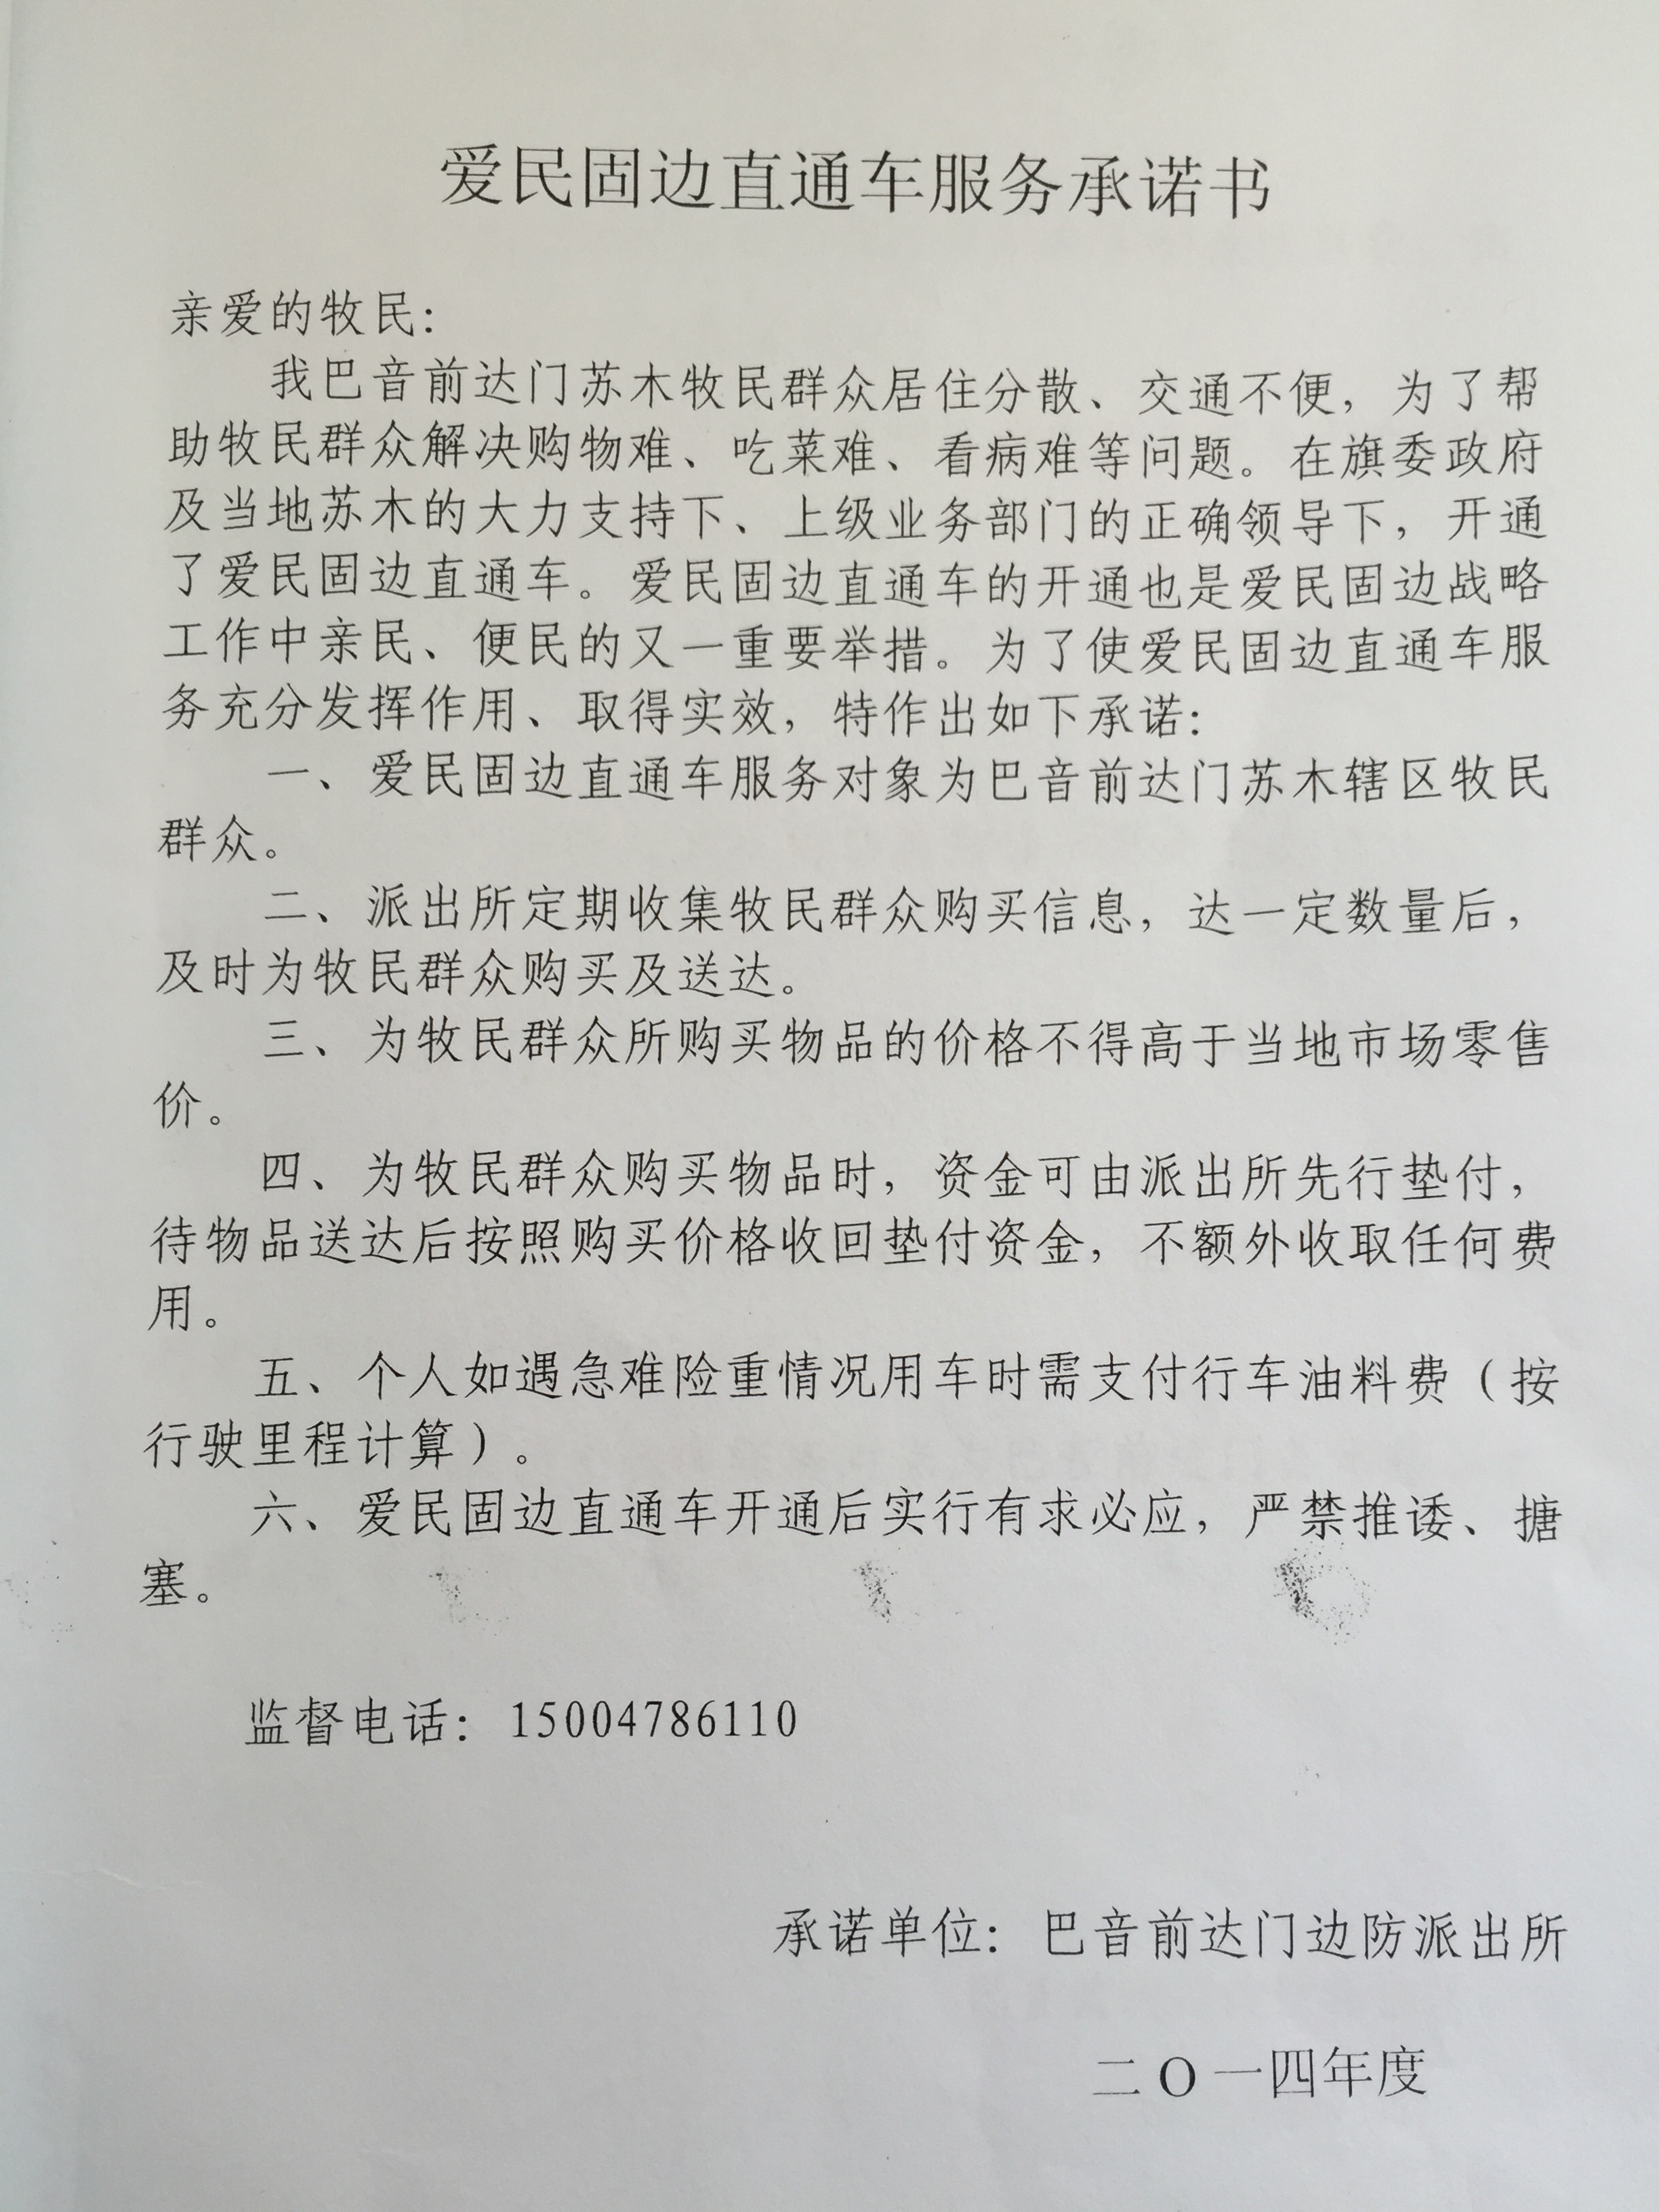 爱民固边直通车服务承诺书
亲爱的牧民：
我巴音前达门苏木牧民群众居住分散、交通不便，为了帮
助牧民群众解决购物难、吃菜难、看病难等问题。在旗委政府
及当地苏木的大力支持下、上级业务部门的正确领导下，开通
了爱民固边直通车。爱民固边直通车的开通也是爱民固边战略
工作中亲民、便民的又一重要举措。为了使爱民固边直通车服
务充分发挥作用、取得实效，特作出如下承诺：
一、爱民固边直通车服务对象为巴音前达门苏木辖区牧民
群众。
二、派出所定期收集牧民群众购买信息，达一定数量后，
及时为牧民群众购买及送达。
三、为牧民群众所购买物品的价格不得高于当地市场零售
价。
四、为牧民群众购买物品时，资金可由派出所先行垫付，
待物品送达后按照购买价格收回垫付资金，不额外收取任何费
用。
五、个人如遇急难险重情况用车时需支付行车油料费（按
行驶里程计算）。
六、爱民固边直通车开通后实行有求必应，严禁推诿、搪
塞。
监督电话：15004786110
承诺单位：巴音前达门边防派出所
二O一四年度